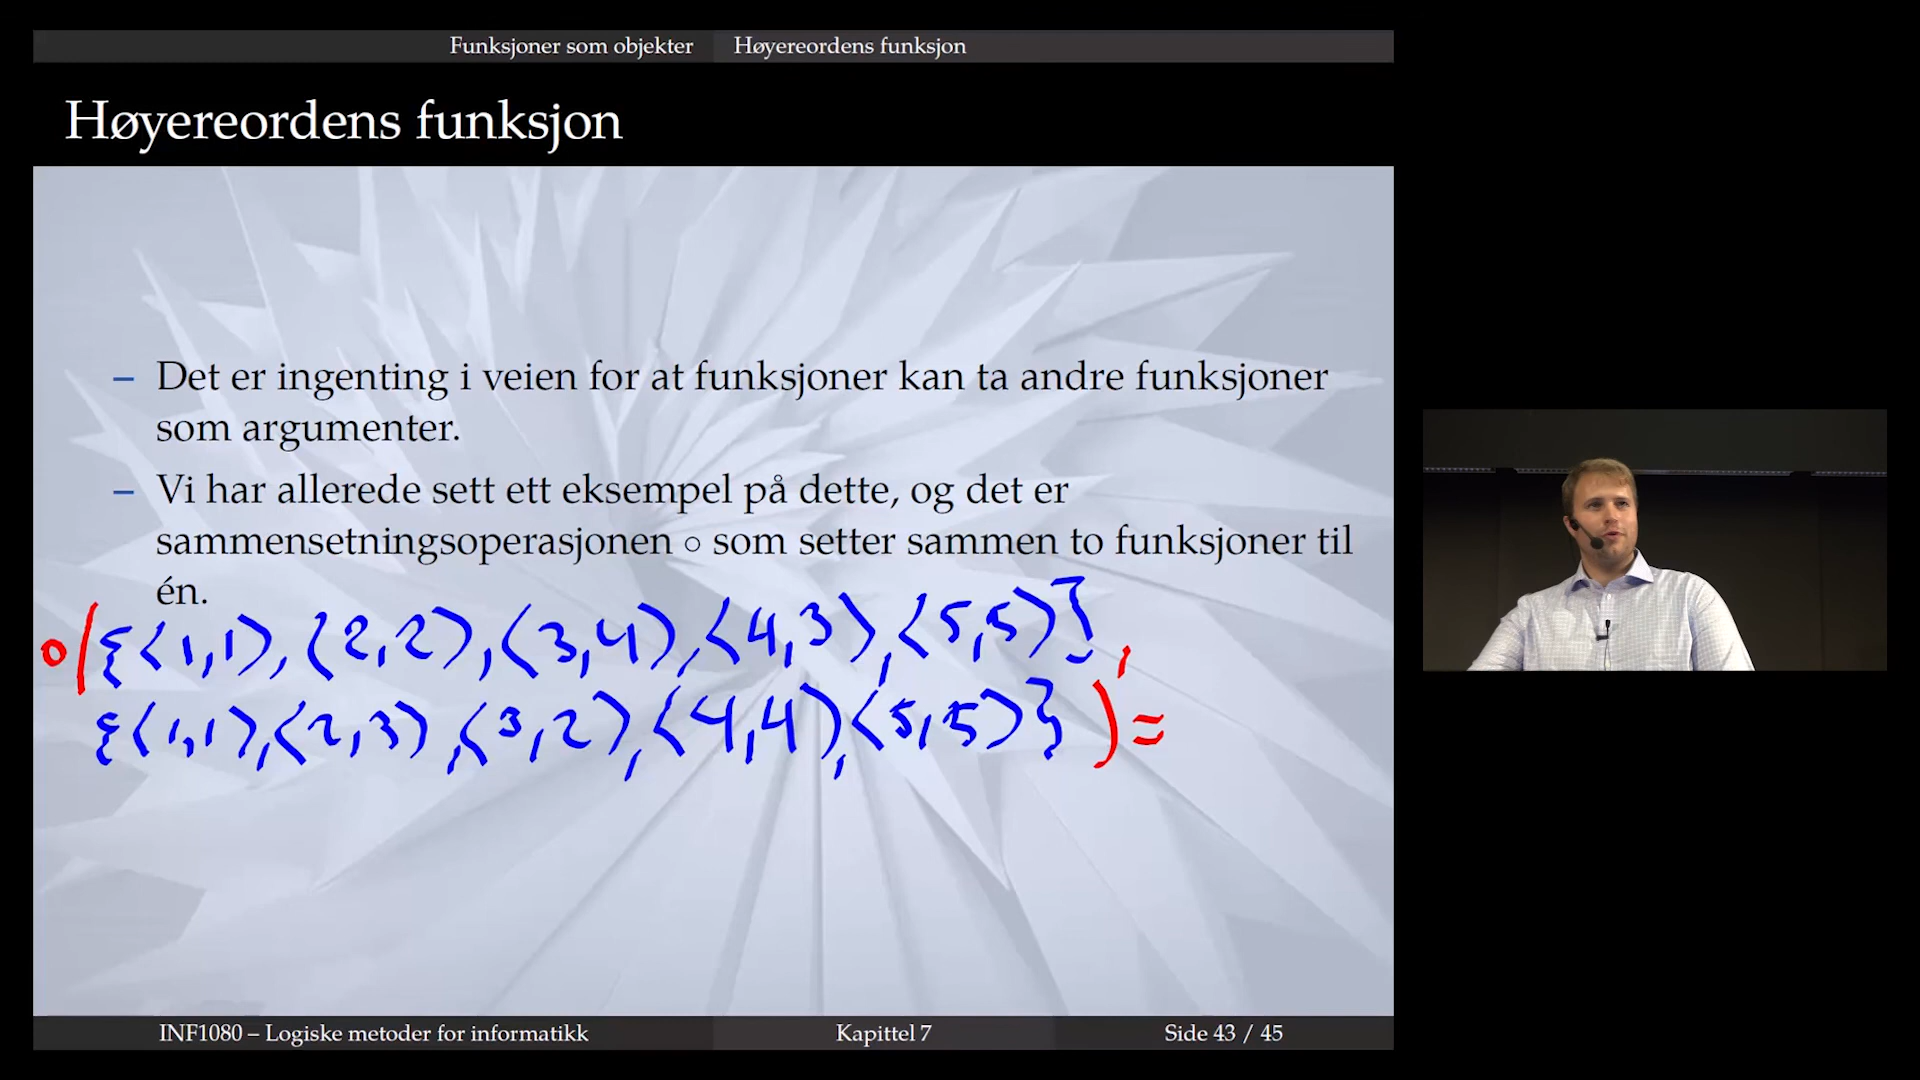 Funksjoner som objekter Høyereordens funksjon
Høyereordens funksjon
– Det er ingenting i veien for at funksjoner kan ta andre funksjoner
som argumenter.
– Vi har allerede sett ett eksempel på dette, og det er
sammensetningsoperasjonen ∘ som setter sammen to funksjoner til
én.
o({⟨1,1⟩,⟨2,2⟩,⟨3,4⟩,⟨4,3⟩,⟨5,5⟩},
{⟨1,1⟩,⟨2,3⟩,⟨3,2⟩,⟨4,4⟩,⟨5,5⟩})=
INF1080 – Logiske metoder for informatikk Kapittel 7 Side 43 / 45